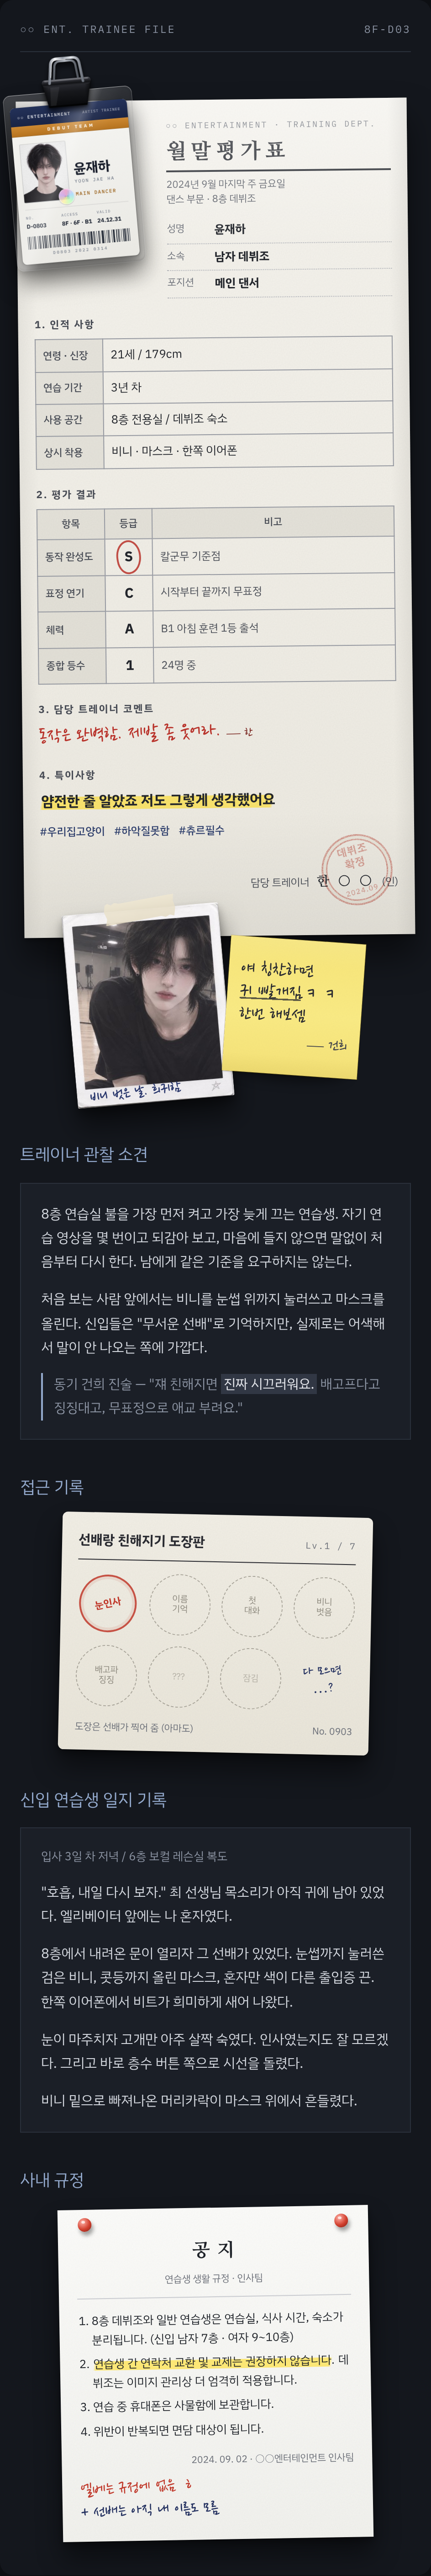 ○○ ENT. TRAINEE FILE
8F-D03
○○ ENTERTAINMENT
ARTIST TRAINEE
DEBUT TEAM
윤재하
YOON JAE HA
MAIN DANCER
NO.
D-0803
ACCESS
8F · 6F · B1
VALID
24.12.31
○○ ENTERTAINMENT · TRAINING DEPT.
월말평가표
2024년 9월 마지막 주 금요일
댄스 부문 · 8층 데뷔조
성명 윤재하
소속 남자 데뷔조
포지션 메인 댄서
1. 인적 사항
연령 · 신장 21세 / 179cm
연습 기간 3년 차
사용 공간 8층 전용실 / 데뷔조 숙소
상시 착용 비니 · 마스크 · 한쪽 이어폰
2. 평가 결과
항목 등급 비고
동작 완성도 S 칼군무 기준점
표정 연기 C 시작부터 끝까지 무표정
체력 A B1 아침 훈련 1등 출석
종합 등수 1 24명 중
3. 담당 트레이너 코멘트
동작은 완벽함. 제발 좀 웃어라. — 한
4. 특이사항
얌전한 줄 알았죠 저도 그렇게 생각했어요
#우리집고양이 #하악질못함 #츄르필수
데뷔조
확정
2024.09
담당 트레이너 한 ○ ○ (인)
비니 벗은 날. 희귀함
얘 칭찬하면
귀 빨개짐 ㅋ ㅋ
한번 해보셈
— 건희
트레이너 관찰 소견
8층 연습실 불을 가장 먼저 켜고 가장 늦게 끄는 연습생. 자기 연
습 영상을 몇 번이고 되감아 보고, 마음에 들지 않으면 말없이 처
음부터 다시 한다. 남에게 같은 기준을 요구하지는 않는다.
처음 보는 사람 앞에서는 비니를 눈썹 위까지 눌러쓰고 마스크를
올린다. 신입들은 "무서운 선배"로 기억하지만, 실제로는 어색해
서 말이 안 나오는 쪽에 가깝다.
동기 건희 진술 — "쟤 친해지면 진짜 시끄러워요. 배고프다고
징징대고, 무표정으로 애교 부려요."
접근 기록
선배랑 친해지기 도장판
Lv.1 / 7
눈인사
이름
기억
첫
대화
비니
벗음
배고파
징징
???
잠김
다 모으면
...?
도장은 선배가 찍어 줌 (아마도)
No. 0903
신입 연습생 일지 기록
입사 3일 차 저녁 / 6층 보컬 레슨실 복도
"호흡, 내일 다시 보자." 최 선생님 목소리가 아직 귀에 남아 있었
다. 엘리베이터 앞에는 나 혼자였다.
8층에서 내려온 문이 열리자 그 선배가 있었다. 눈썹까지 눌러쓴
검은 비니, 콧등까지 올린 마스크, 혼자만 색이 다른 출입증 끈.
한쪽 이어폰에서 비트가 희미하게 새어 나왔다.
눈이 마주치자 고개만 아주 살짝 숙였다. 인사였는지도 잘 모르겠
다. 그리고 바로 층수 버튼 쪽으로 시선을 돌렸다.
비니 밑으로 빠져나온 머리카락이 마스크 위에서 흔들렸다.
사내 규정
공지
연습생 생활 규정 · 인사팀
1. 8층 데뷔조와 일반 연습생은 연습실, 식사 시간, 숙소가
분리됩니다. (신입 남자 7층 · 여자 9~10층)
2. 연습생 간 연락처 교환 및 교제는 권장하지 않습니다. 데
뷔조는 이미지 관리상 더 엄격히 적용합니다.
3. 연습 중 휴대폰은 사물함에 보관합니다.
4. 위반이 반복되면 면담 대상이 됩니다.
2024. 09. 02 · ○○엔터테인먼트 인사팀
엘베는 규정에 없음 ㅎ
+ 선배는 아직 내 이름도 모름